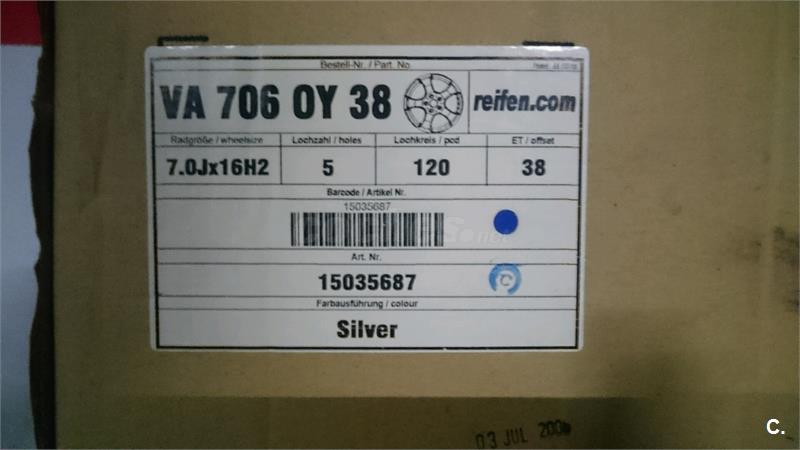 Bestell-Nr. / Part. No.
VA 706 OY 38 reifen.com
Radgröße / wheelsize Lochzahl / holes Lochkreis / pcd ET / offset
7.0Jx16H2 5 120 38
Barcode / Artikel Nr.
15035687
Art. Nr.
15035687
C
Farbausführung / colour
Silver
03 JUL
C.